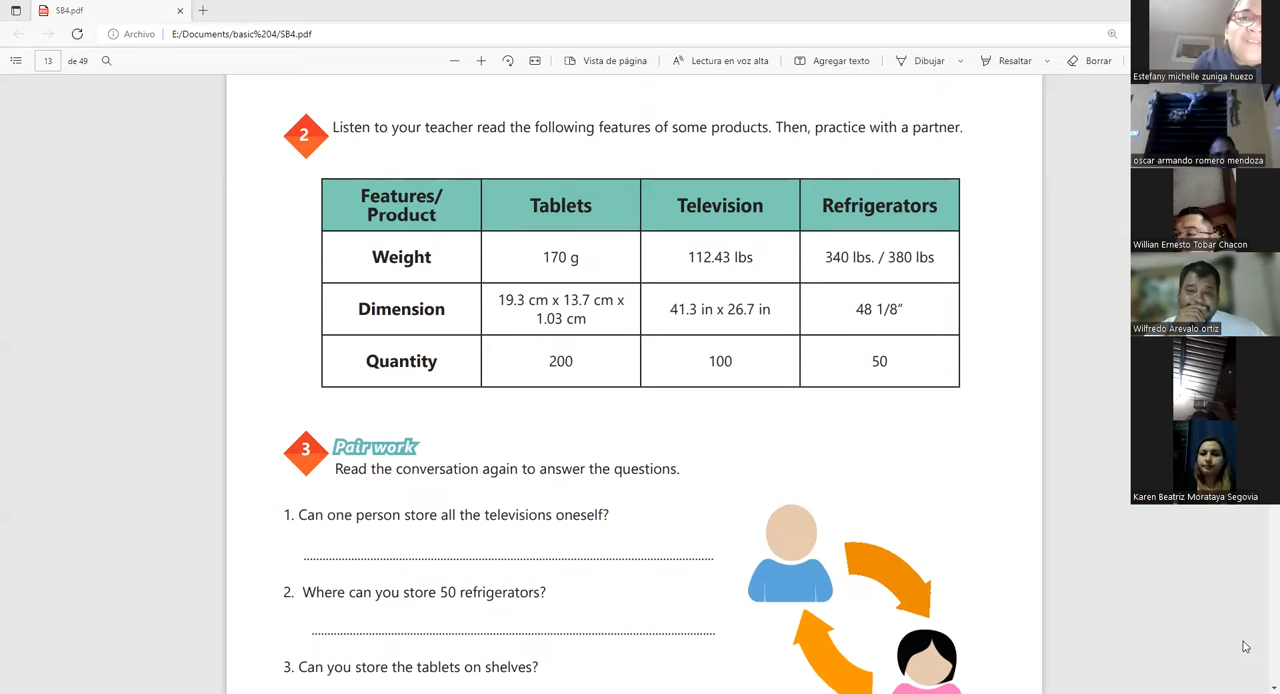 SB4.pdf
Archivo E:/Documents/basic%204/SB4.pdf
13 de 49 Vista de página Lectura en voz alta Agregar texto Dibujar Resaltar Borrar
2 Listen to your teacher read the following features of some products. Then, practice with a partner.
Features/
Product Tablets Television Refrigerators
Weight 170 g 112.43 lbs 340 lbs. / 380 lbs
Dimension 19.3 cm x 13.7 cm x
1.03 cm 41.3 in x 26.7 in 48 1/8"
Quantity 200 100 50
3 Pair work
Read the conversation again to answer the questions.
1. Can one person store all the televisions oneself?
2. Where can you store 50 refrigerators?
3. Can you store the tablets on shelves?
Estefany michelle zuniga huezo
oscar armando romero mendoza
Willian Ernesto Tobar Chacon
Wilfredo Arevalo ortiz
Karen Beatriz Morataya Segovia